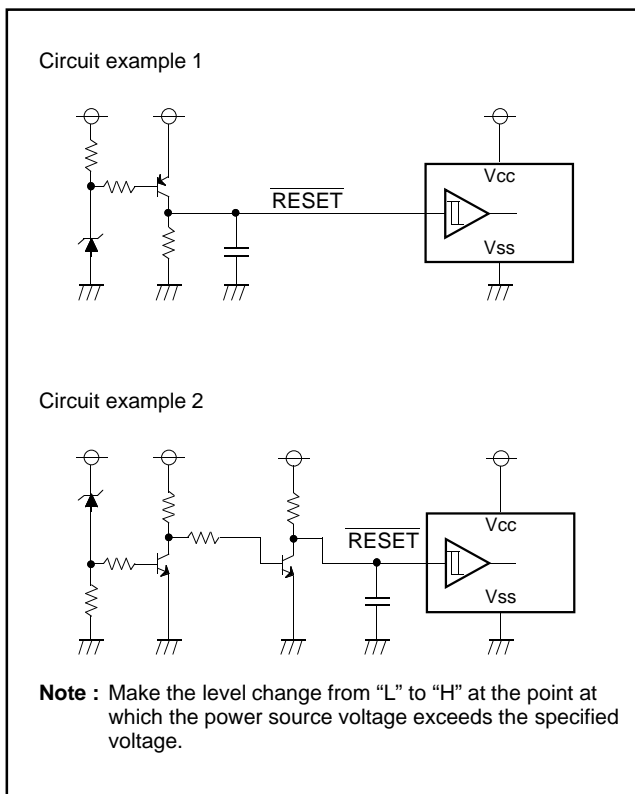 Circuit example 1
RESET
Vcc
Vss
Circuit example 2
RESET
Vcc
Vss
Note : Make the level change from “L” to “H” at the point at
which the power source voltage exceeds the specified
voltage.